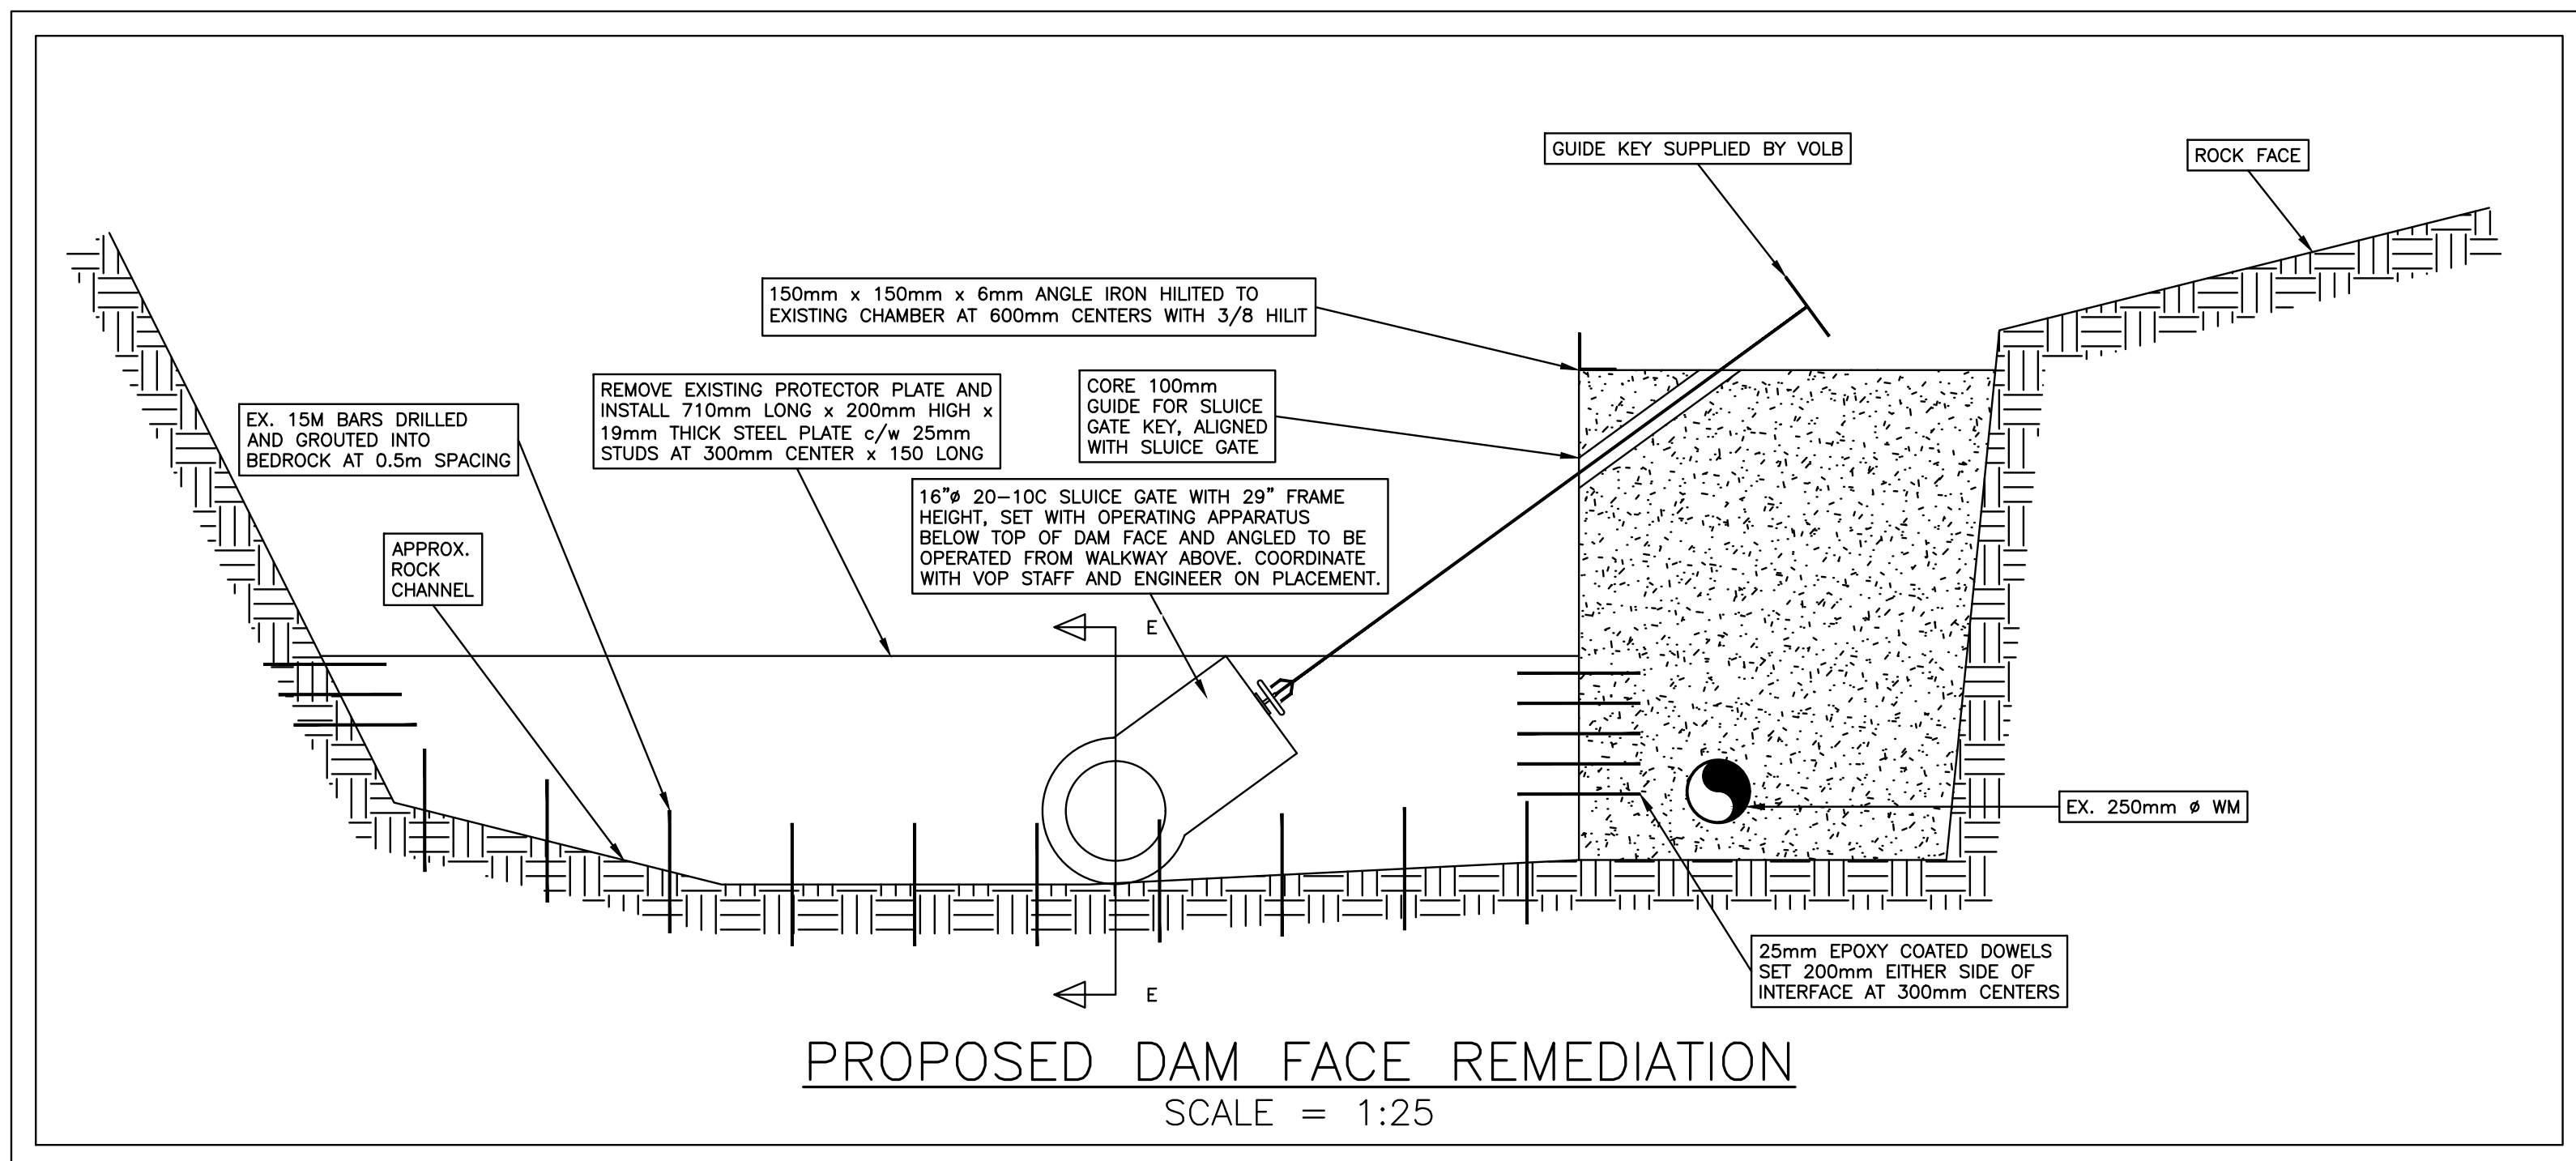 GUIDE KEY SUPPLIED BY VOLB
ROCK FACE
150mm x 150mm x 6mm ANGLE IRON HILITED TO
EXISTING CHAMBER AT 600mm CENTERS WITH 3/8 HILIT
REMOVE EXISTING PROTECTOR PLATE AND
INSTALL 710mm LONG x 200mm HIGH x
19mm THICK STEEL PLATE c/w 25mm
STUDS AT 300mm CENTER x 150 LONG
CORE 100mm
GUIDE FOR SLUICE
GATE KEY, ALIGNED
WITH SLUICE GATE
EX. 15M BARS DRILLED
AND GROUTED INTO
BEDROCK AT 0.5m SPACING
16"ø 20-10C SLUICE GATE WITH 29" FRAME
HEIGHT, SET WITH OPERATING APPARATUS
BELOW TOP OF DAM FACE AND ANGLED TO BE
OPERATED FROM WALKWAY ABOVE. COORDINATE
WITH VOP STAFF AND ENGINEER ON PLACEMENT.
APPROX.
ROCK
CHANNEL
E
EX. 250mm ø WM
25mm EPOXY COATED DOWELS
SET 200mm EITHER SIDE OF
INTERFACE AT 300mm CENTERS
E
PROPOSED DAM FACE REMEDIATION
SCALE = 1:25